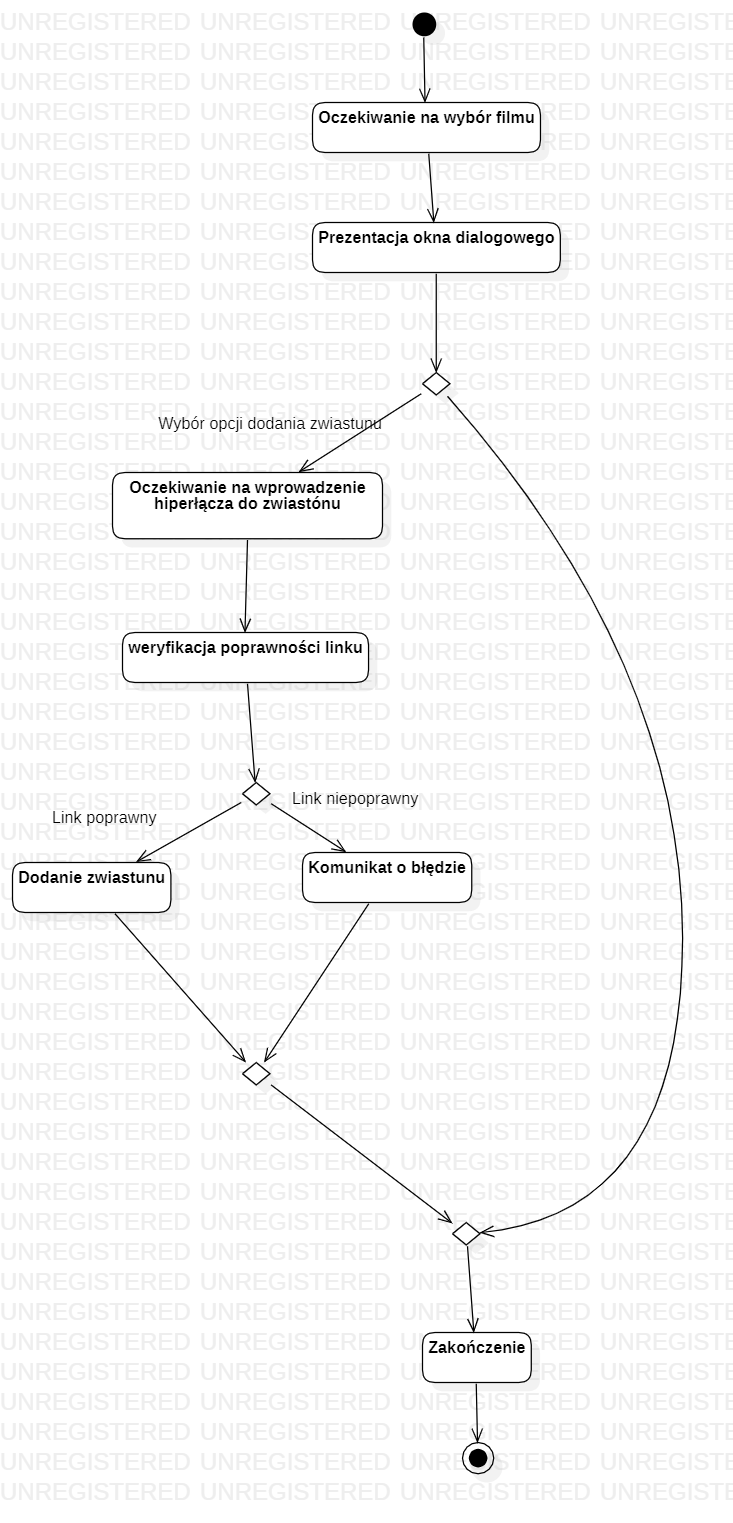 Oczekiwanie na wybór filmu
Prezentacja okna dialogowego
Wybór opcji dodania zwiastunu
Oczekiwanie na wprowadzenie
hiperłącza do zwiastónu
weryfikacja poprawności linku
Link niepoprawny
Link poprawny
Komunikat o błędzie
Dodanie zwiastunu
Zakończenie
UNREGISTERED